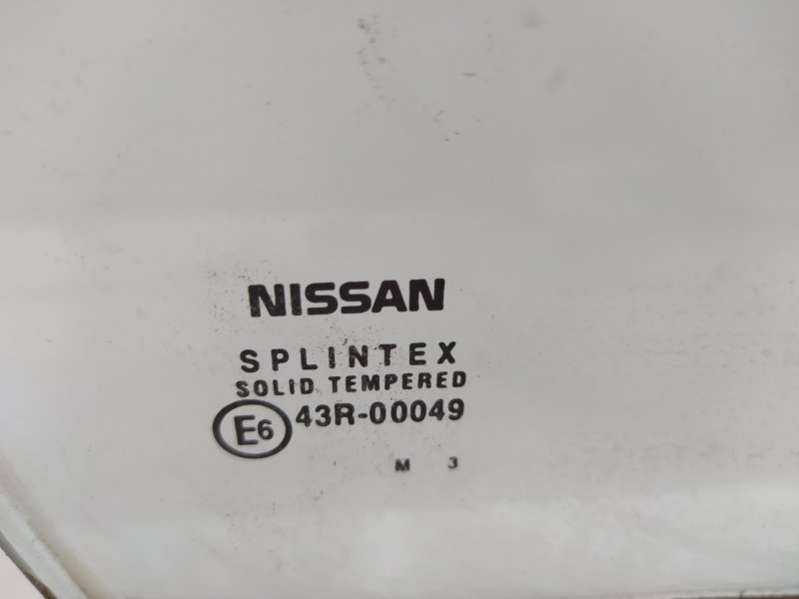 NISSAN
SPLINTEX
SOLID TEMPERED
E6 43R-00049
M 3